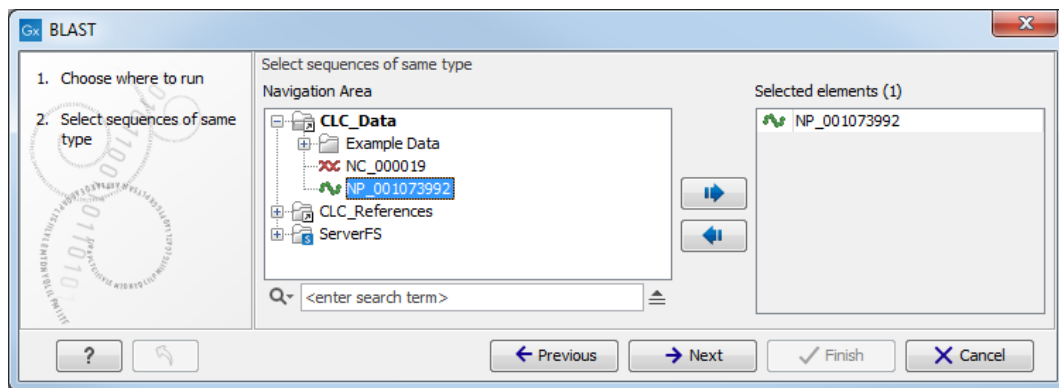 Gx BLAST
1. Choose where to run
2. Select sequences of same
type
Select sequences of same type
Navigation Area
CLC_Data
Example Data
NC_000019
NP_001073992
CLC_References
ServerFS
<enter search term>
Selected elements (1)
NP_001073992
?
Previous
Next
Finish
Cancel